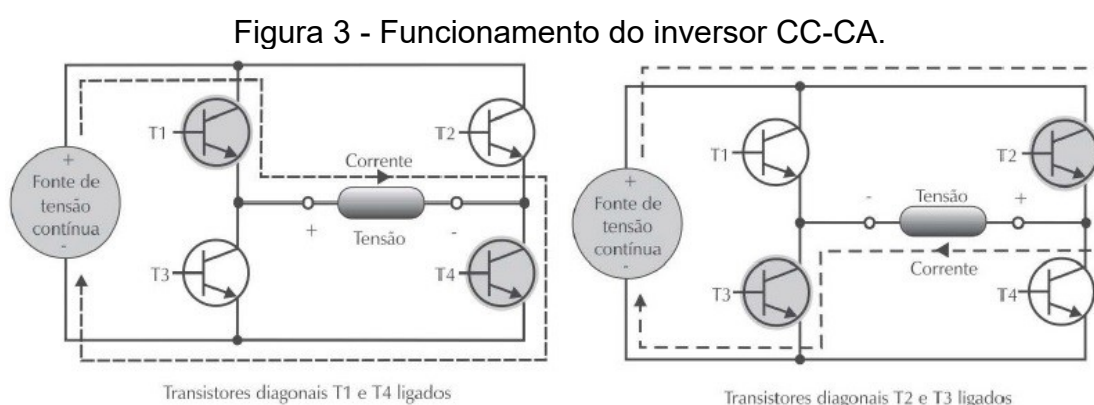 Figura 3 - Funcionamento do inversor CC-CA.
T1
T2
Corrente
+
Fonte de
tensão
contínua
-
+
Tensão
-
T3
T4
Transistores diagonais T1 e T4 ligados
T1
T2
+
Fonte de
tensão
contínua
-
-
Tensão
+
Corrente
T3
T4
Transistores diagonais T2 e T3 ligados